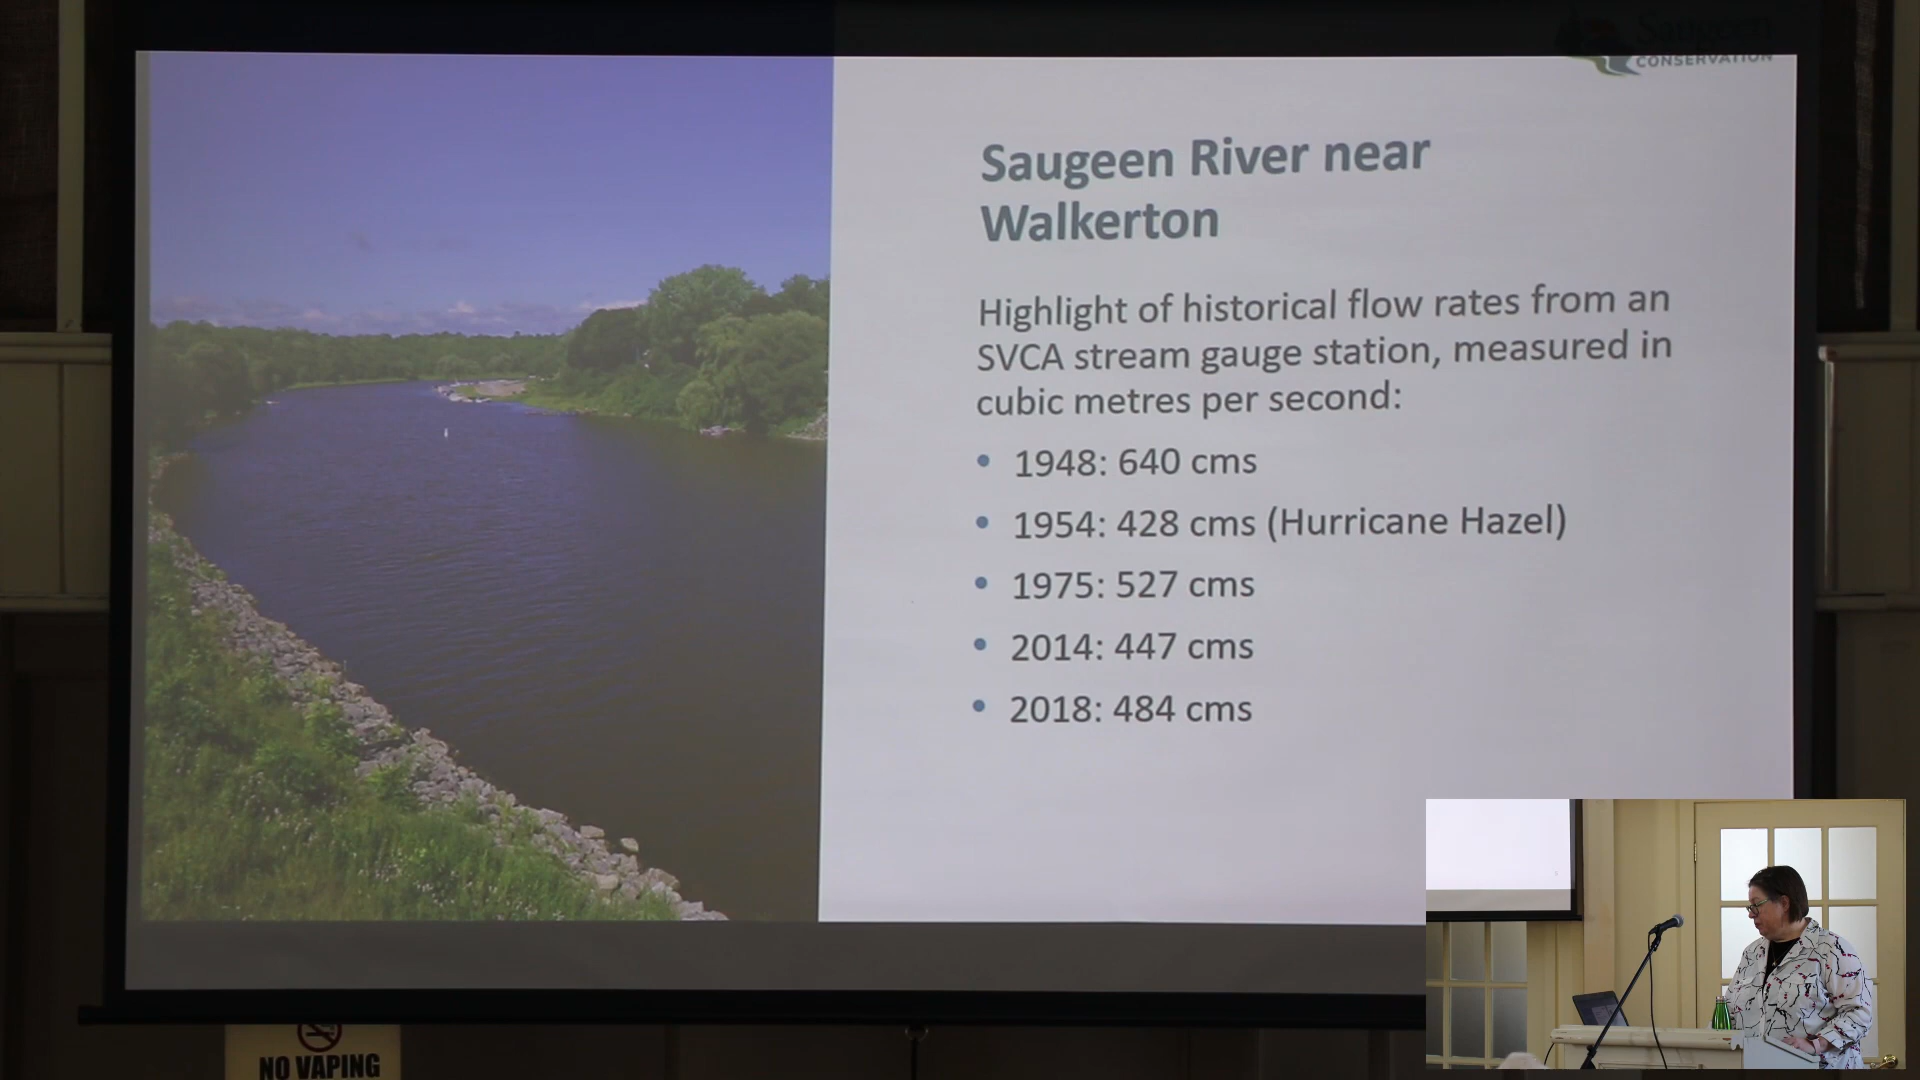 Saugeen
CONSERVATION
Saugeen River near
Walkerton
Highlight of historical flow rates from an
SVCA stream gauge station, measured in
cubic metres per second:
• 1948: 640 cms
• 1954: 428 cms (Hurricane Hazel)
• 1975: 527 cms
• 2014: 447 cms
• 2018: 484 cms
NO VAPING